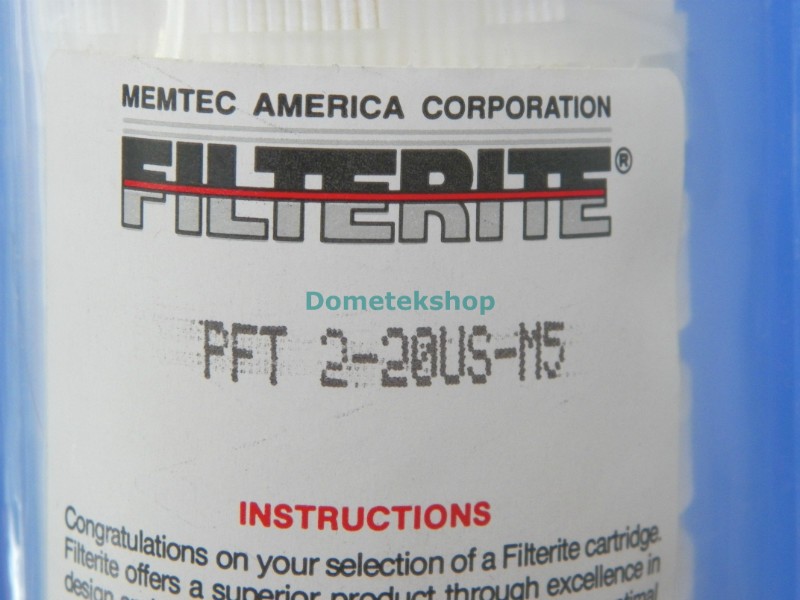 MEMTEC AMERICA CORPORATION
FILTERITE®
Dometekshop
PFT 2-20US-M5
INSTRUCTIONS
Congratulations on your selection of a Filterite cartridge.
Filterite offers a superior product through excellence in
design